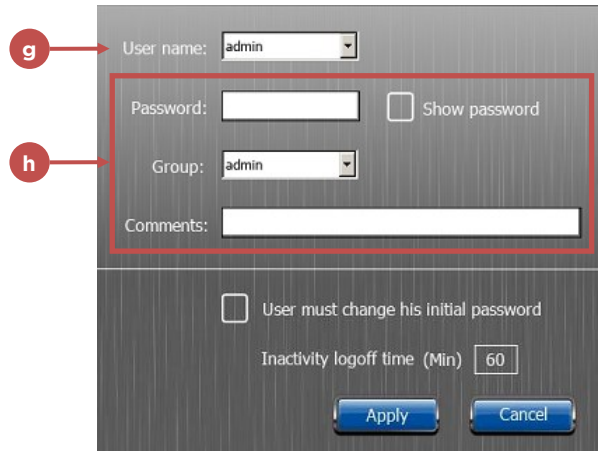 g User name: admin
Password: Show password
h Group: admin
Comments:
User must change his initial password
Inactivity logoff time (Min) 60
Apply Cancel